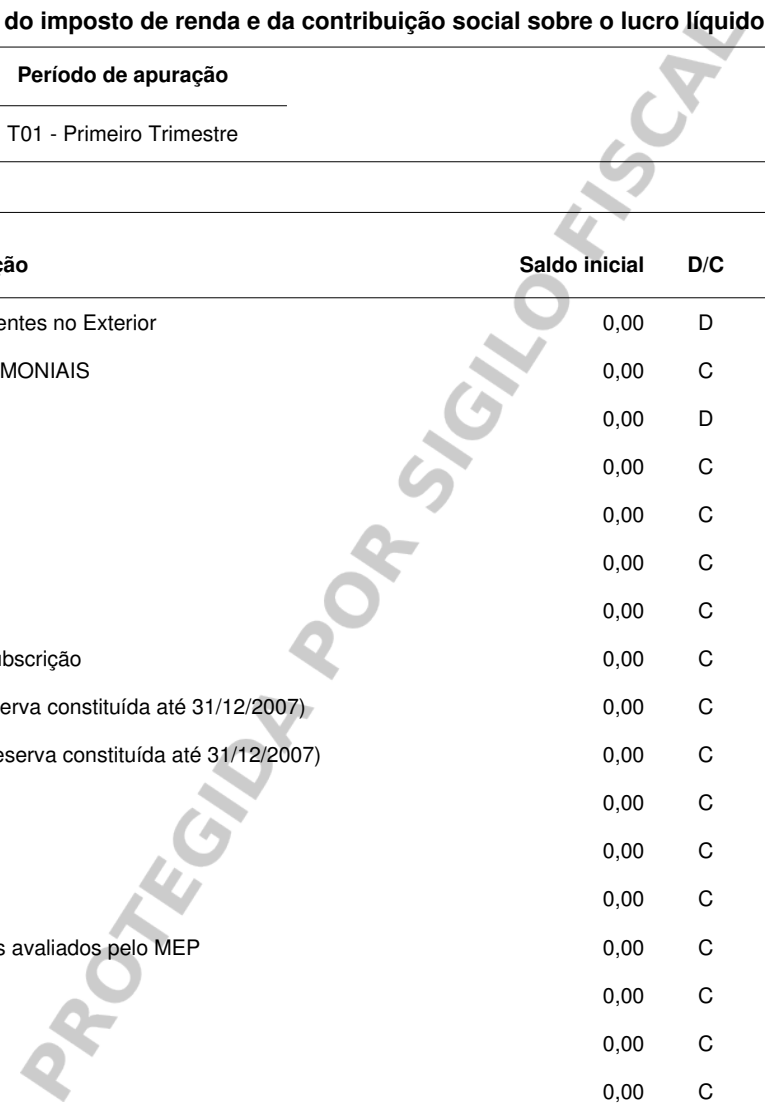 do imposto de renda e da contribuição social sobre o lucro líquido
Período de apuração
T01 - Primeiro Trimestre
ção Saldo inicial D/C
entes no Exterior 0,00 D
MONIAIS 0,00 C
0,00 D
0,00 C
0,00 C
0,00 C
0,00 C
ubscrição 0,00 C
erva constituída até 31/12/2007) 0,00 C
eserva constituída até 31/12/2007) 0,00 C
0,00 C
0,00 C
0,00 C
s avaliados pelo MEP 0,00 C
0,00 C
0,00 C
0,00 C
PROTEGIDA POR SIGILO FISCAL